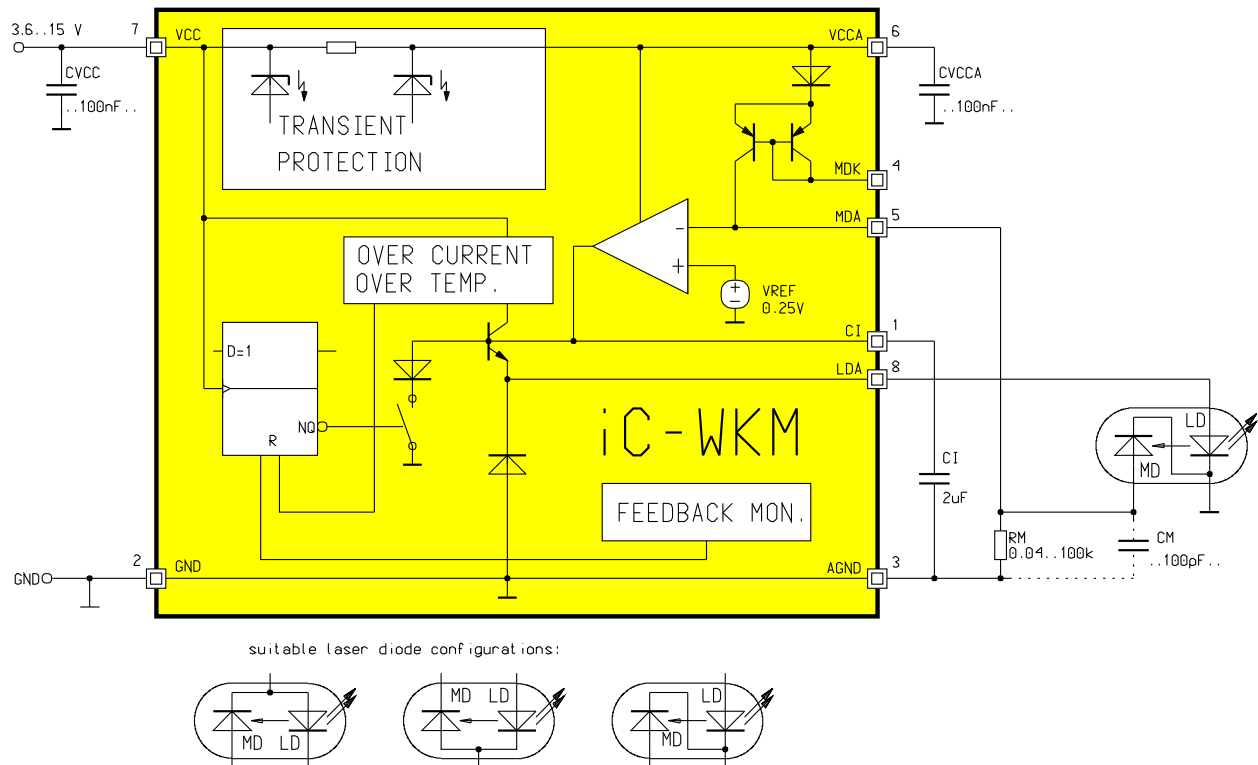 3.6..15 V
7
VCC
VCCA
6
CVCC
..100nF..
CVCCA
..100nF..
TRANSIENT
PROTECTION
MDK
4
MDA
5
OVER CURRENT
OVER TEMP.
-
+
+
-
VREF
0.25V
CI
1
LDA
8
D=1
NQ
R
iC-WKM
LD
MD
CI
2uF
FEEDBACK MON.
RM
0.04..100k
CM
..100pF..
GND
2
GND
AGND
3
suitable laser diode configurations:
MD LD
MD LD
LD
MD